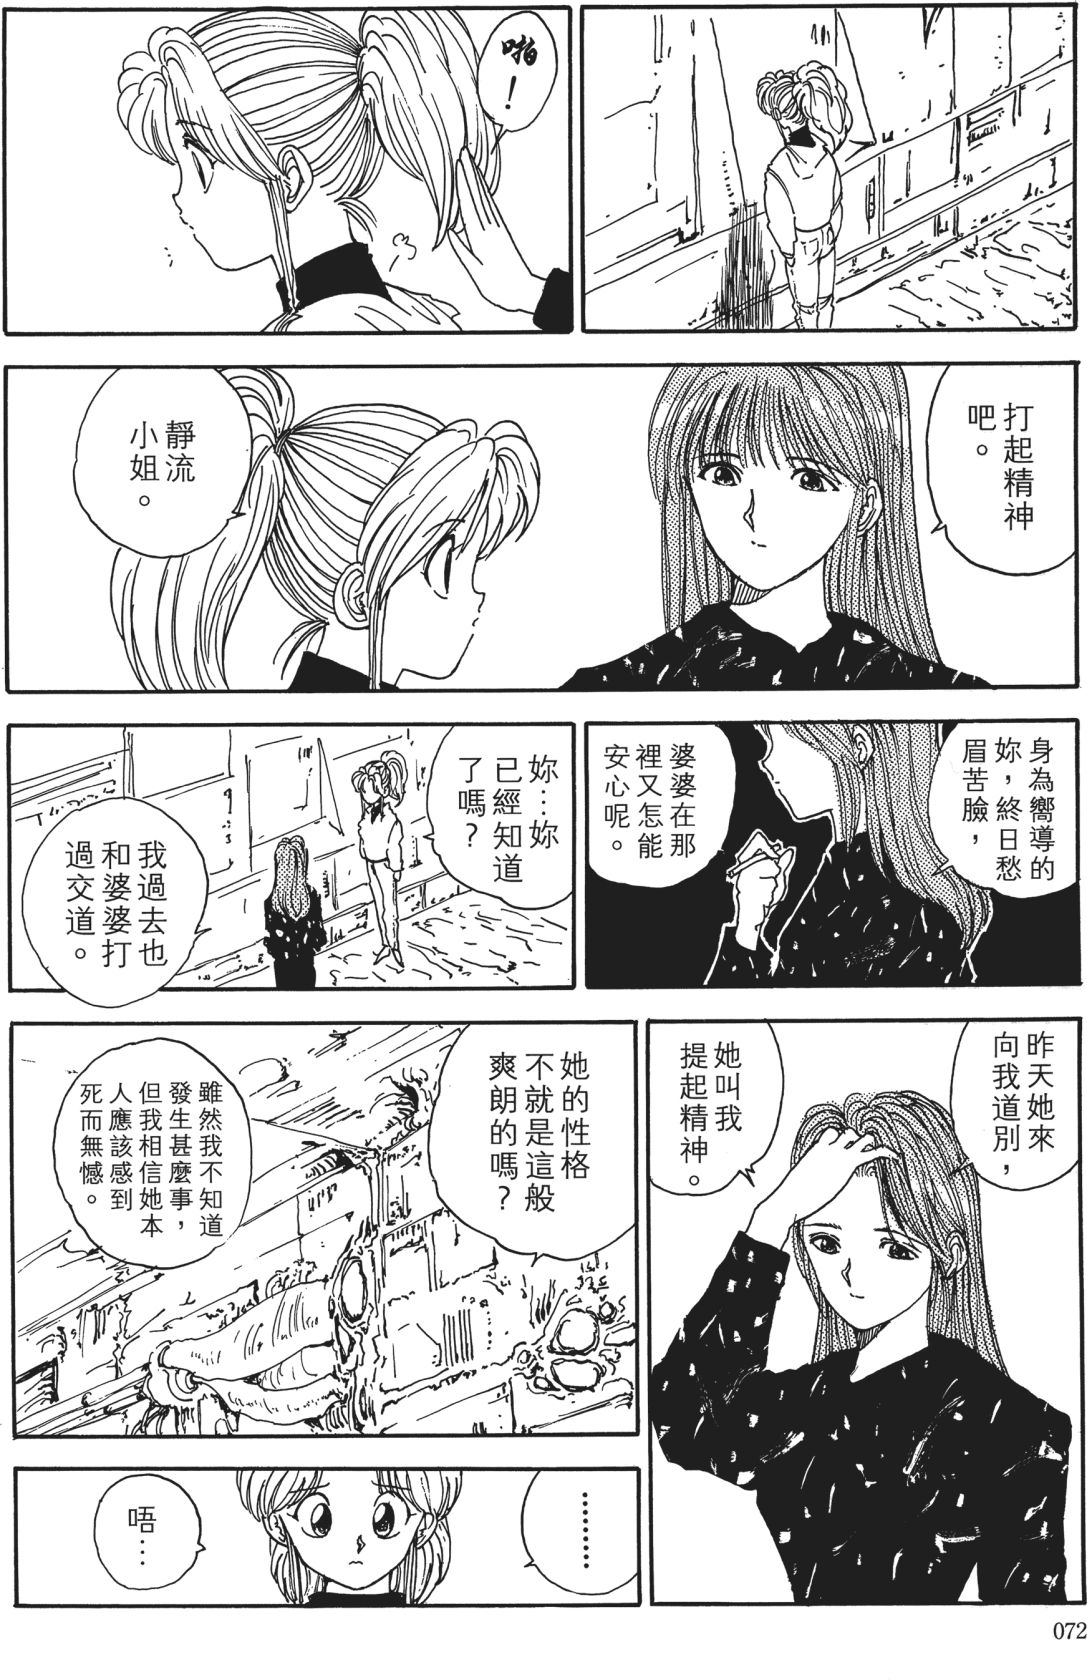 啪！
打起精神
吧。
靜流
小姐。
身為嚮導的
妳，終日愁
眉苦臉，
婆婆在那
裡又怎能
安心呢。
妳…妳
已經知道
了嗎？
我過去也
和婆婆打
過交道。
昨天她來
向我道別，
她叫我
提起精神。
她的性格
不就是這般
爽朗的嗎？
雖然我不知道
發生甚麼事，
但我相信她本
人應該感到
死而無憾。
………
唔…
072